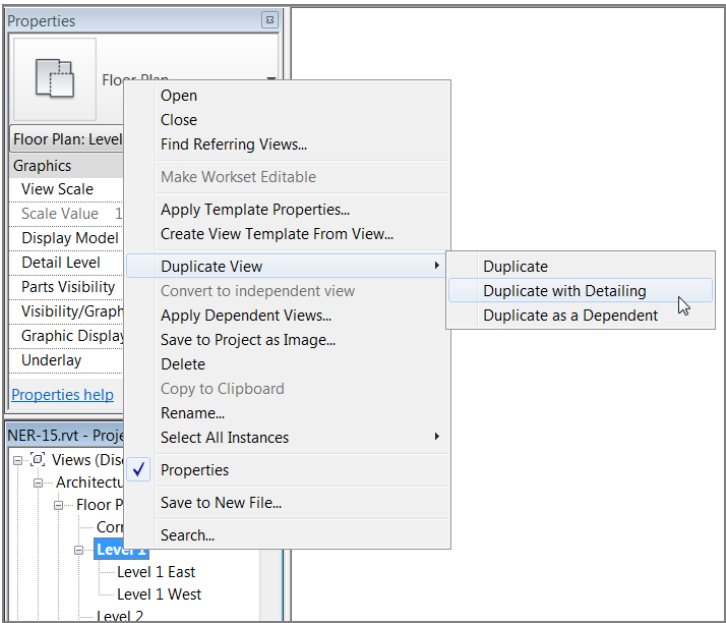 Properties
Floor Plan
Floor Plan: Level
Graphics
View Scale
Scale Value 1
Display Model
Detail Level
Parts Visibility
Visibility/Graph
Graphic Display
Underlay
Properties help
Open
Close
Find Referring Views...
Make Workset Editable
Apply Template Properties...
Create View Template From View...
Duplicate View
Convert to independent view
Apply Dependent Views...
Save to Project as Image...
Delete
Copy to Clipboard
Rename...
Select All Instances
Properties
Save to New File...
Search...
Duplicate
Duplicate with Detailing
Duplicate as a Dependent
NER-15.rvt - Proje
Views (Disc
Architectu
Floor P
Corr
Level 1
Level 1 East
Level 1 West
Level 2